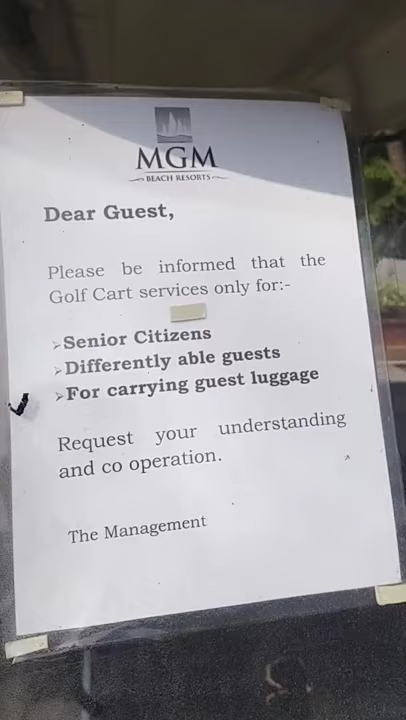 MGM
BEACH RESORTS
Dear Guest,
Please be informed that the
Golf Cart services only for:-
➢Senior Citizens
➢Differently able guests
➢For carrying guest luggage
Request your understanding
and co operation.
The Management